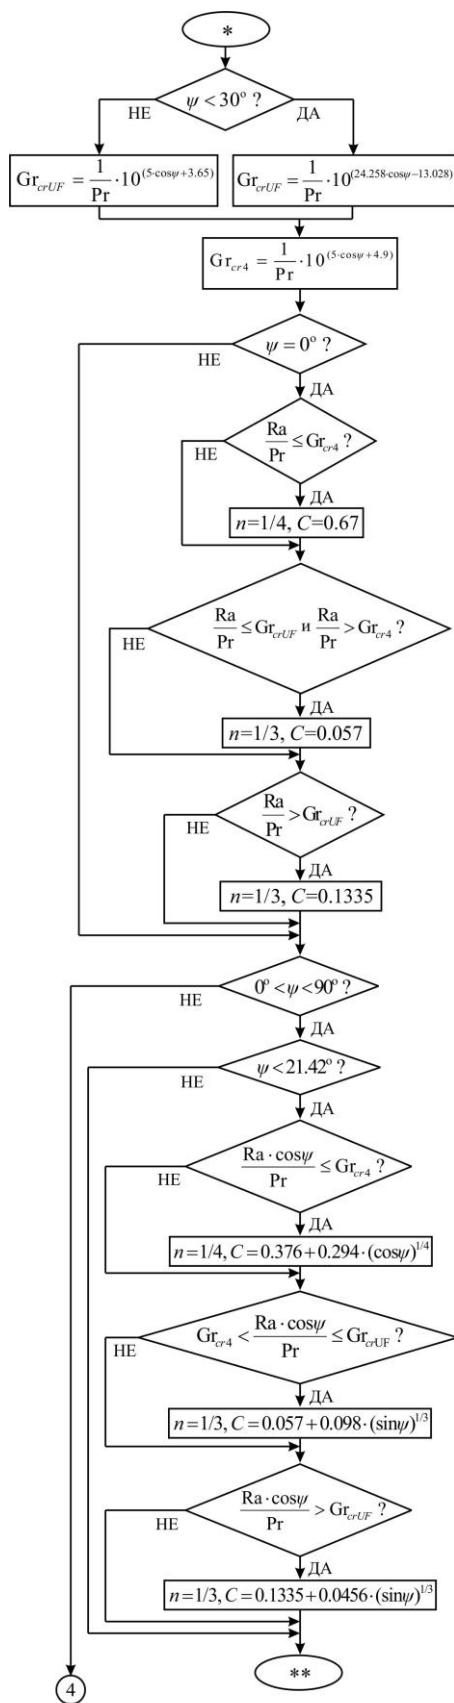 *
ψ < 30° ?
НЕ ДА
Gr_crUF = 1/Pr · 10^(5·cosψ+3.65)
Gr_crUF = 1/Pr · 10^(24.258·cosψ−13.028)
Gr_cr4 = 1/Pr · 10^(5·cosψ+4.9)
ψ = 0° ?
НЕ
ДА
Ra/Pr ≤ Gr_cr4 ?
НЕ
ДА
n=1/4, C=0.67
Ra/Pr ≤ Gr_crUF и Ra/Pr > Gr_cr4 ?
НЕ
ДА
n=1/3, C=0.057
Ra/Pr > Gr_crUF ?
НЕ
ДА
n=1/3, C=0.1335
0° < ψ < 90° ?
НЕ
ДА
ψ < 21.42° ?
НЕ
ДА
Ra · cosψ/Pr ≤ Gr_cr4 ?
НЕ
ДА
n=1/4, C = 0.376+0.294·(cosψ)^1/4
Gr_cr4 < Ra · cosψ/Pr ≤ Gr_crUF ?
НЕ
ДА
n=1/3, C = 0.057+0.098·(sinψ)^1/3
Ra · cosψ/Pr > Gr_crUF ?
НЕ
ДА
n=1/3, C = 0.1335+0.0456·(sinψ)^1/3
**
4